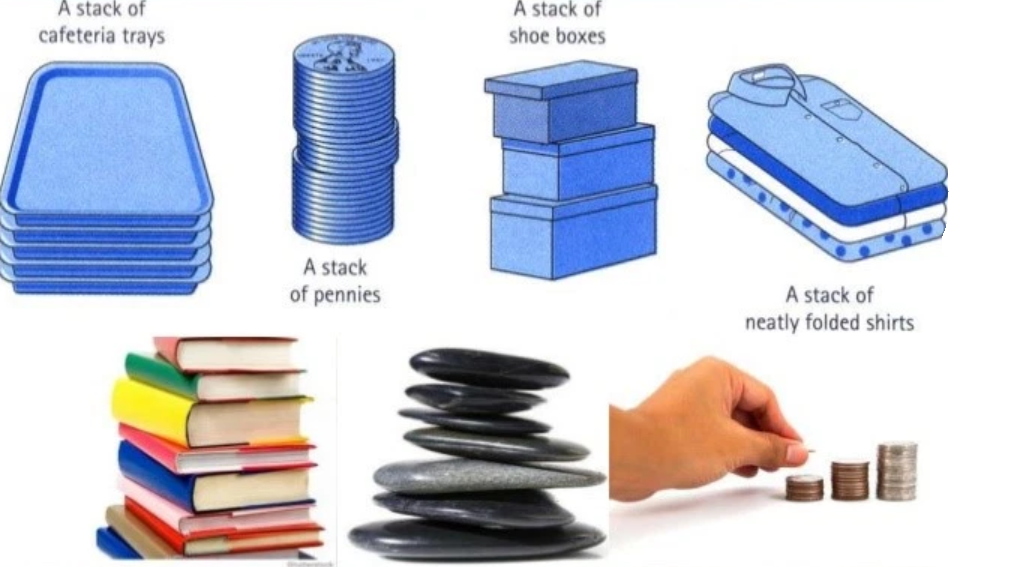 A stack of
cafeteria trays
A stack of
shoe boxes
A stack
of pennies
A stack of
neatly folded shirts